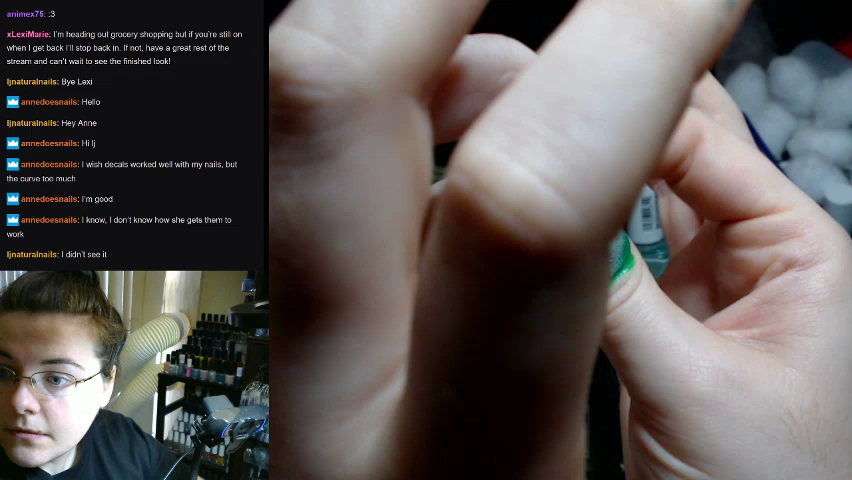 animex75: :3
xLexiMarie: I'm heading out grocery shopping but if you're still on
when I get back I'll stop back in. If not, have a great rest of the
stream and can't wait to see the finished look!
ljnaturalnails: Bye Lexi
annedoesnails: Hello
ljnaturalnails: Hey Anne
annedoesnails: Hi lj
annedoesnails: I wish decals worked well with my nails, but
the curve too much
annedoesnails: I'm good
annedoesnails: I know, I don't know how she gets them to
work
ljnaturalnails: I didn't see it